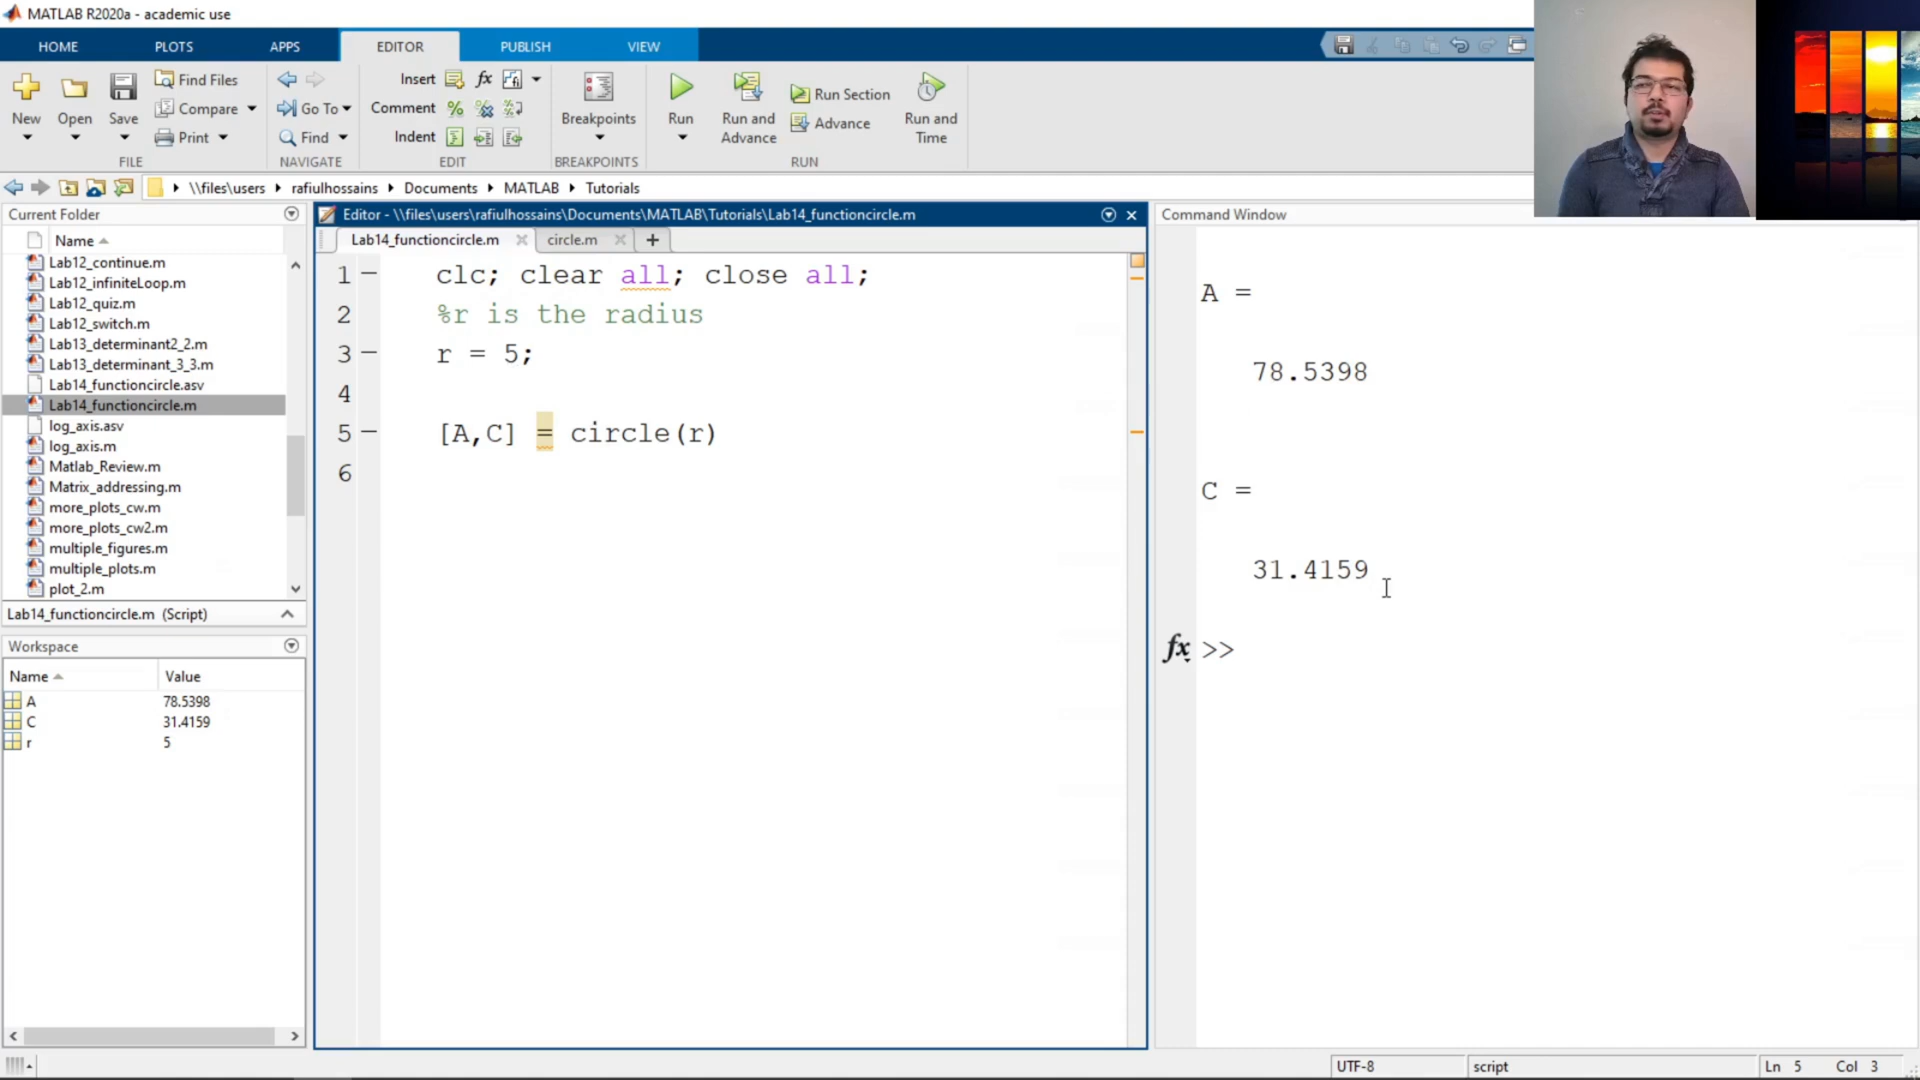 MATLAB R2020a - academic use
HOME PLOTS APPS EDITOR PUBLISH VIEW
New Open Save Find Files Compare Print
FILE
Go To Find
NAVIGATE
Insert fx
Comment %
Indent
EDIT
Breakpoints
BREAKPOINTS
Run Run and Advance Run Section Advance Run and Time
RUN
\\files\users rafiulhossains Documents MATLAB Tutorials
Current Folder
Name
Lab12_continue.m
Lab12_infiniteLoop.m
Lab12_quiz.m
Lab12_switch.m
Lab13_determinant2_2.m
Lab13_determinant_3_3.m
Lab14_functioncircle.asv
Lab14_functioncircle.m
log_axis.asv
log_axis.m
Matlab_Review.m
Matrix_addressing.m
more_plots_cw.m
more_plots_cw2.m
multiple_figures.m
multiple_plots.m
plot_2.m
Lab14_functioncircle.m (Script)
Workspace
Name Value
A 78.5398
C 31.4159
r 5
Editor - \\files\users\rafiulhossains\Documents\MATLAB\Tutorials\Lab14_functioncircle.m
Lab14_functioncircle.m circle.m
1 clc; clear all; close all;
2 %r is the radius
3 r = 5;
4
5 [A,C] = circle(r)
6
Command Window
A =
78.5398
C =
31.4159
fx >>
UTF-8 script Ln 5 Col 3